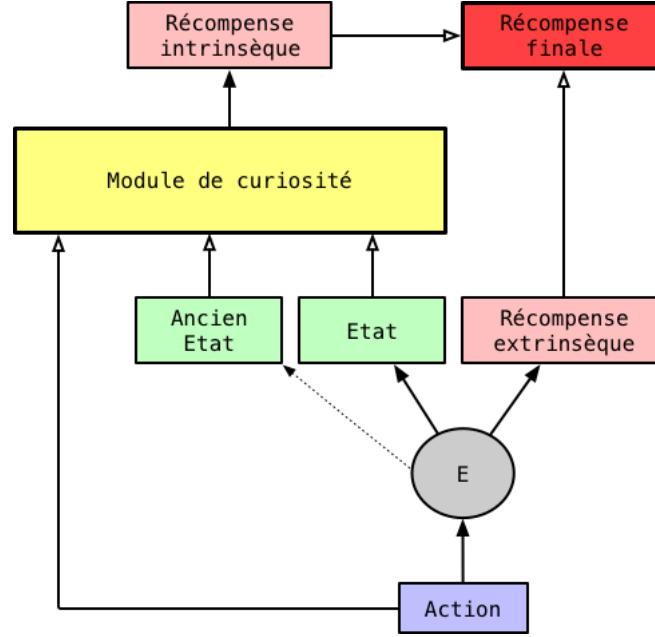 Récompense
intrinsèque
Récompense
finale
Module de curiosité
Ancien
Etat
Etat
Récompense
extrinsèque
E
Action